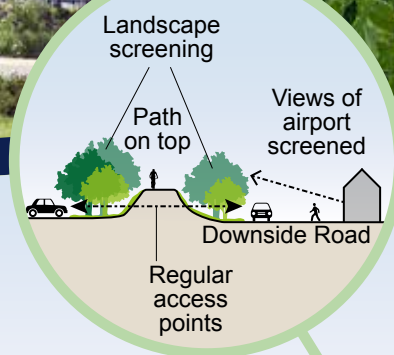 Landscape
screening
Path
on top
Views of
airport
screened
Downside Road
Regular
access
points